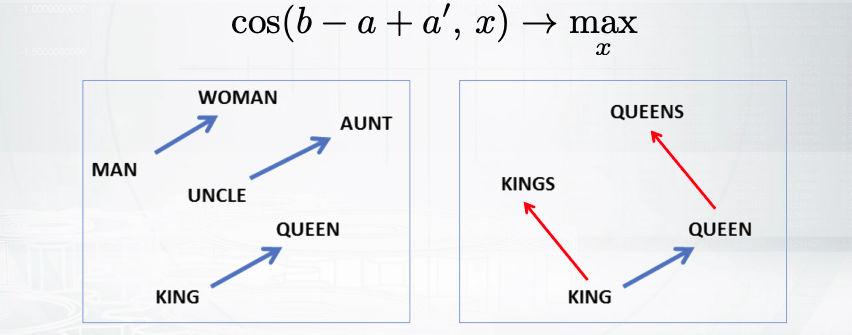 cos(b − a + a′, x) → max
x
WOMAN
AUNT
MAN
UNCLE
QUEEN
KING
QUEENS
KINGS
QUEEN
KING